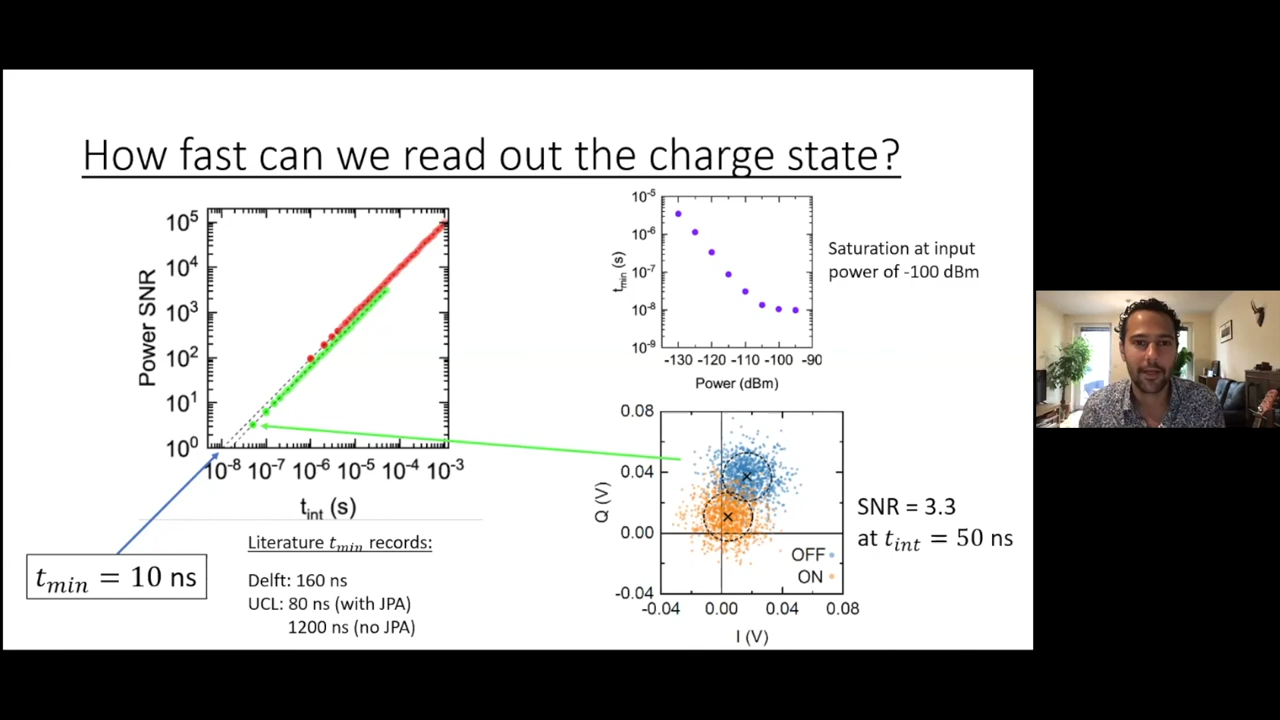 How fast can we read out the charge state?
Power SNR
10⁵
10⁴
10³
10²
10¹
10⁰
10⁻⁸ 10⁻⁷ 10⁻⁶ 10⁻⁵ 10⁻⁴ 10⁻³
t_int (s)
t_min = 10 ns
Literature t_min records:
Delft: 160 ns
UCL: 80 ns (with JPA)
1200 ns (no JPA)
t_min (s)
10⁻⁵
10⁻⁶
10⁻⁷
10⁻⁸
10⁻⁹
-130 -120 -110 -100 -90
Power (dBm)
Saturation at input
power of -100 dBm
Q (V)
0.08
0.04
0.00
-0.04
OFF
ON
-0.04 0.00 0.04 0.08
I (V)
SNR = 3.3
at t_int = 50 ns